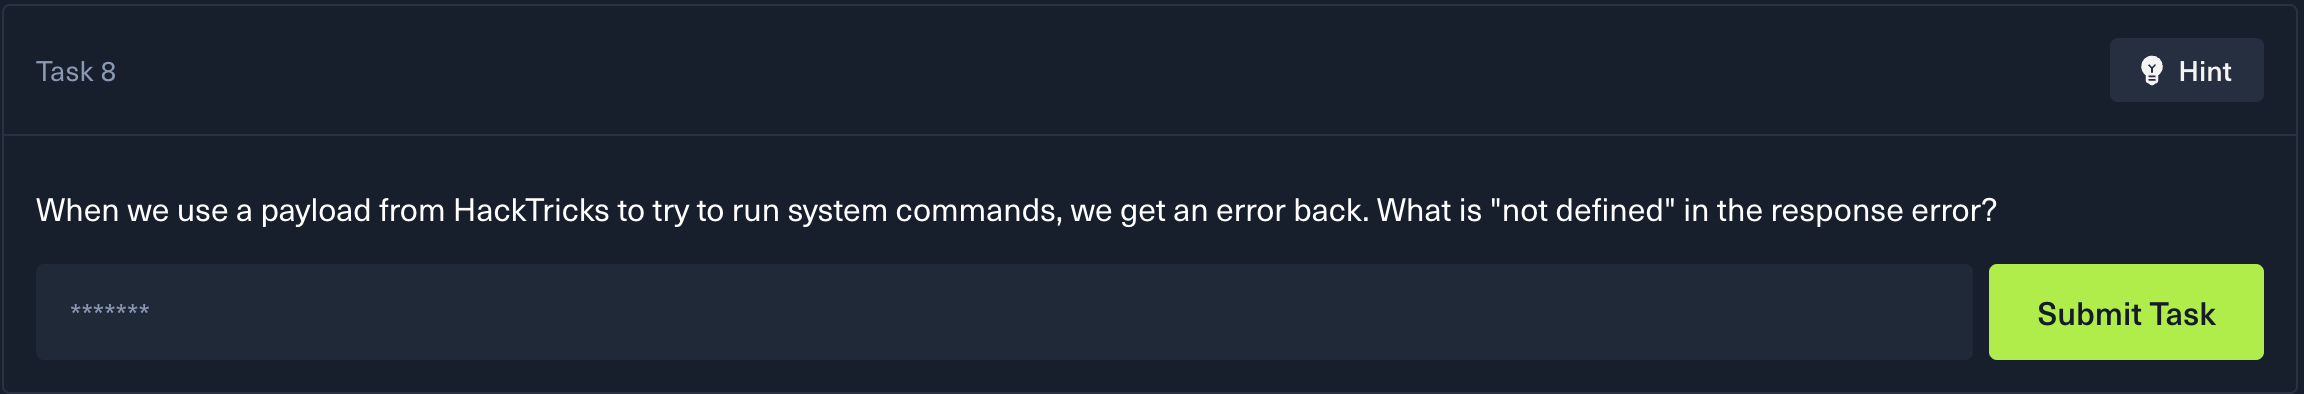 Task 8
Hint
When we use a payload from HackTricks to try to run system commands, we get an error back. What is "not defined" in the response error?
*******
Submit Task